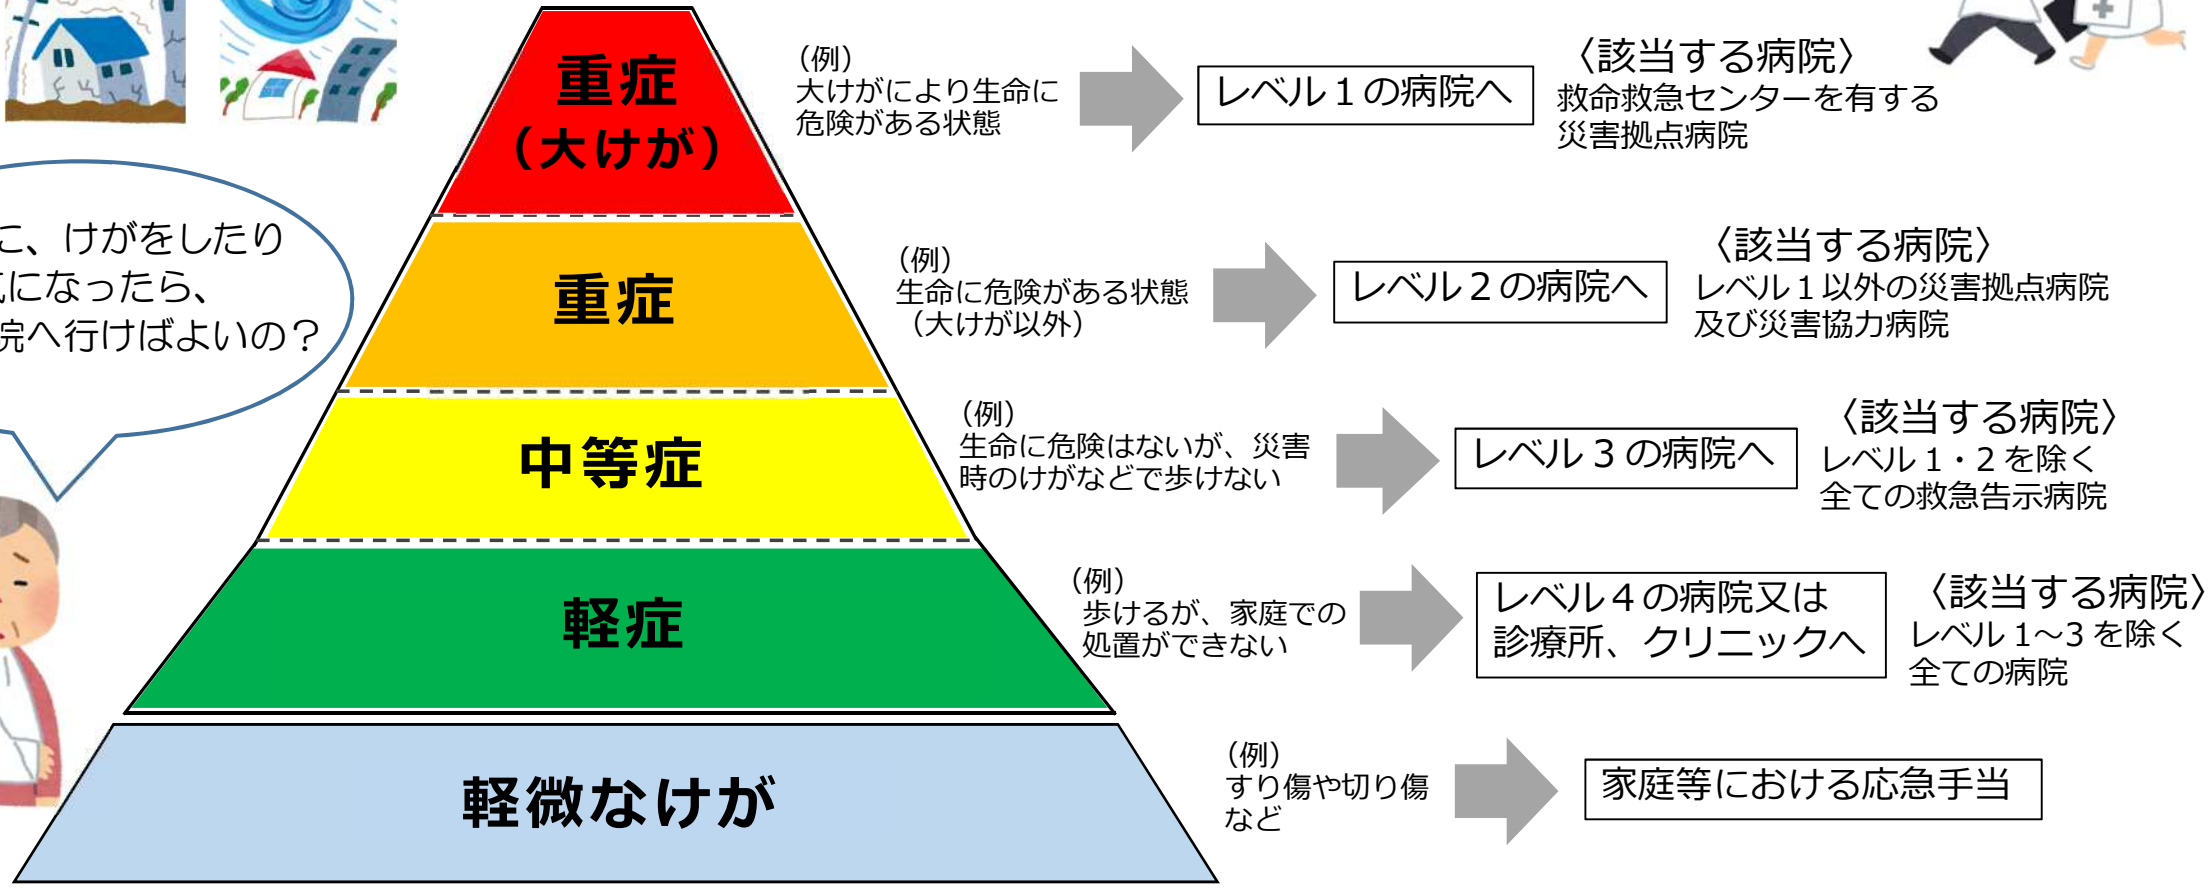 重症
（大けが）
（例）
大けがにより生命に
危険がある状態
レベル１の病院へ
〈該当する病院〉
救命救急センターを有する
災害拠点病院
に、けがをしたり
になったら、
院へ行けばよいの？
重症
（例）
生命に危険がある状態
（大けが以外）
レベル２の病院へ
〈該当する病院〉
レベル１以外の災害拠点病院
及び災害協力病院
中等症
（例）
生命に危険はないが、災害
時のけがなどで歩けない
レベル３の病院へ
〈該当する病院〉
レベル１・２を除く
全ての救急告示病院
軽症
（例）
歩けるが、家庭での
処置ができない
レベル４の病院又は
診療所、クリニックへ
〈該当する病院〉
レベル１～３を除く
全ての病院
軽微なけが
（例）
すり傷や切り傷
など
家庭等における応急手当